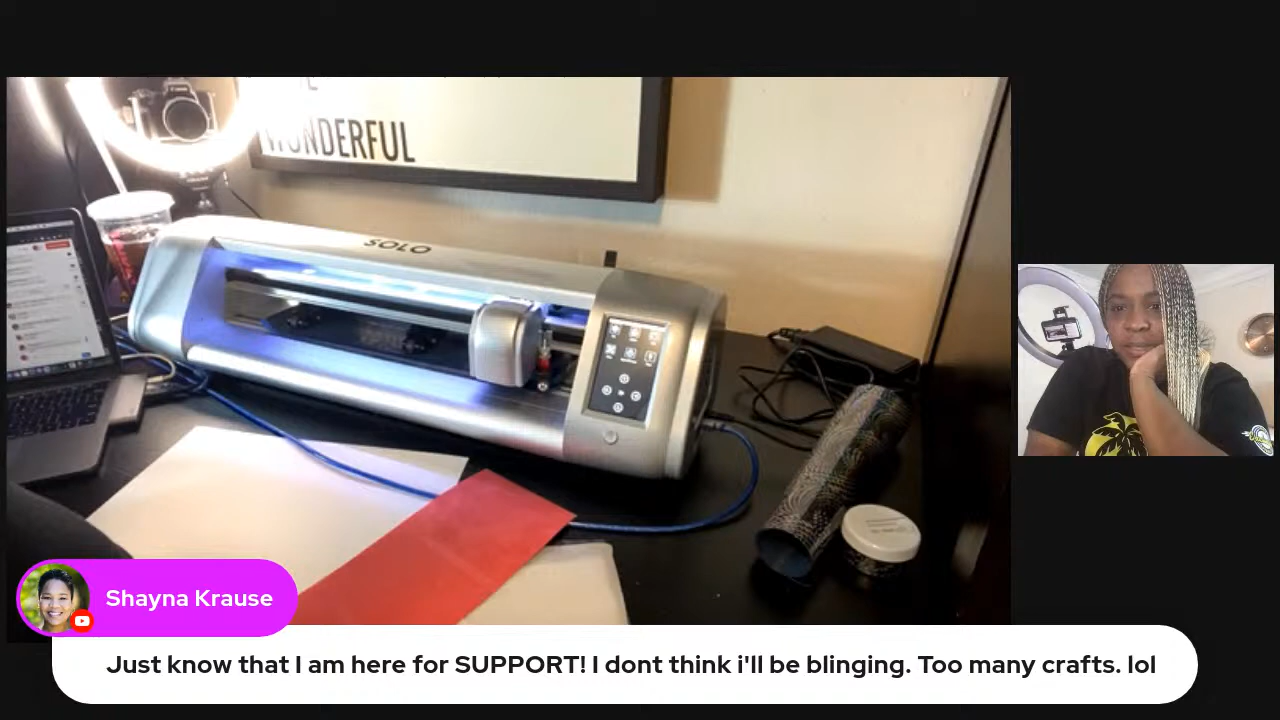 WONDERFUL
SOLO
Shayna Krause
Just know that I am here for SUPPORT! I dont think i'll be blinging. Too many crafts. lol